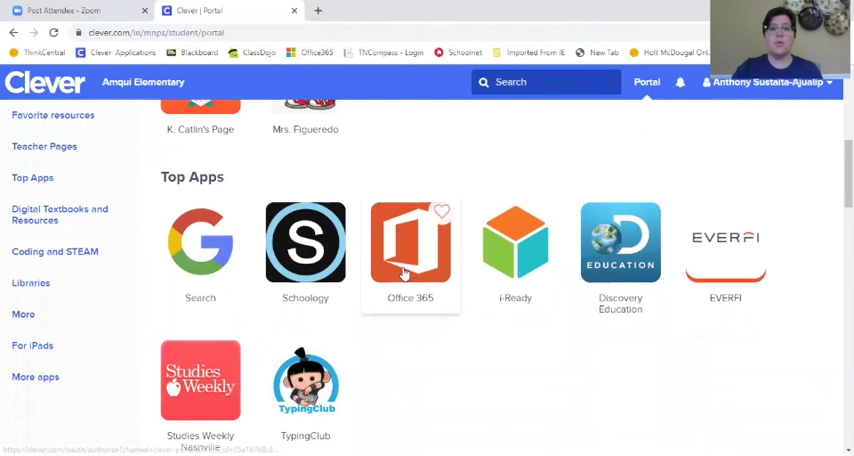 Post Attendee - Zoom
Clever | Portal
clever.com/in/mnps/student/portal
ThinkCentral
Clever Applications
Blackboard
ClassDojo
Office365
TNCompass - Login
Schoolnet
Imported From IE
New Tab
Holt McDougal Onl
Clever
Amqui Elementary
Search
Portal
Anthony Sustaita-Ajualip
Favorite resources
Teacher Pages
Top Apps
Digital Textbooks and
Resources
Coding and STEAM
Libraries
More
For iPads
More apps
K. Catlin's Page
Mrs. Figueredo
Top Apps
S
D
EDUCATION
EVERFI
Search
Schoology
Office 365
i-Ready
Discovery
Education
EVERFI
Studies
Weekly
TypingClub
Studies Weekly
Nashville
TypingClub